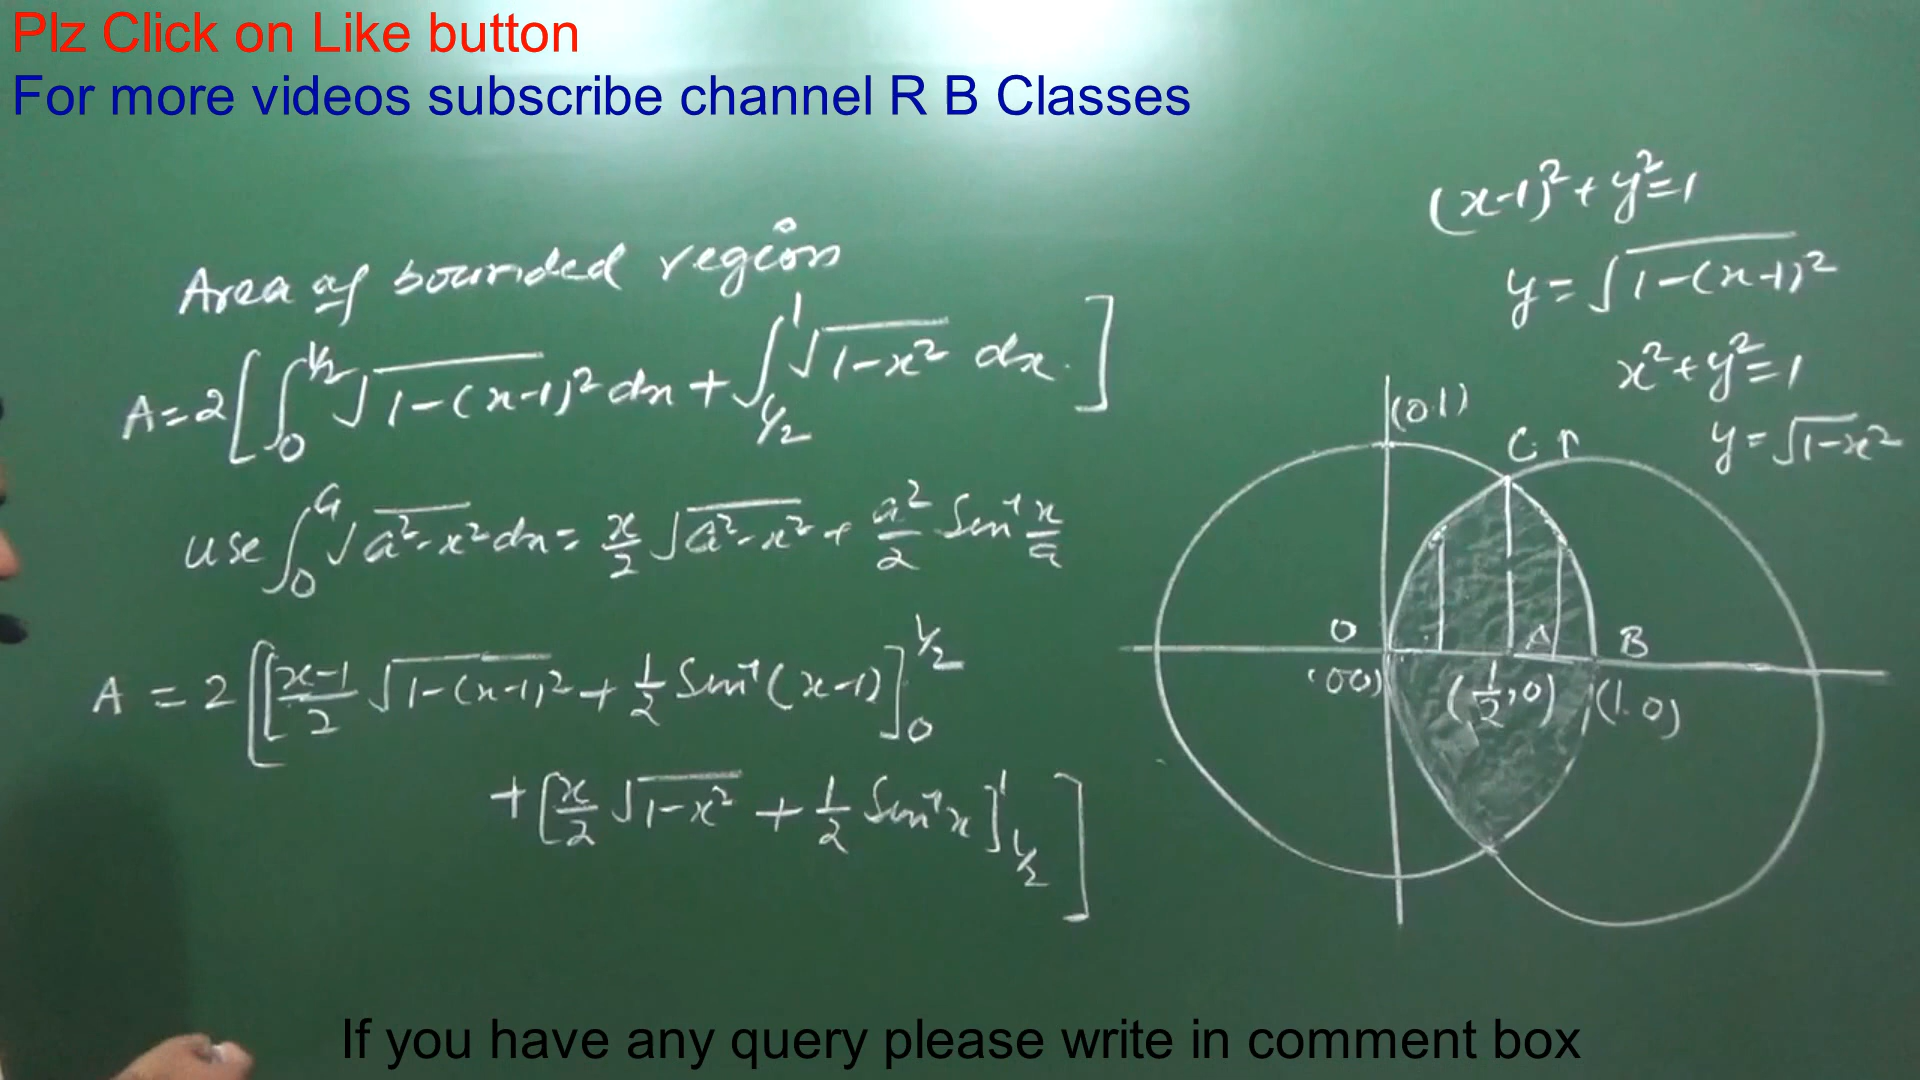 Plz Click on Like button
For more videos subscribe channel R B Classes
(x-1)²+y²=1
y=√1-(x-1)²
x²+y²=1
y=√1-x²
Area of bounded region
A=2[∫₀^½ √1-(x-1)² dx + ∫_½^1 √1-x² dx.]
use ∫₀^a √a²-x² dx = x/2 √a²-x² + a²/2 Sin⁻¹ x/a
A = 2[[x-1/2 √1-(x-1)² + 1/2 Sin⁻¹(x-1)]₀^½
+[x/2 √1-x² + 1/2 Sin⁻¹x]_½^1]
(0,1)
C
O
A
B
(0,0)
(1/2,0)
(1,0)
If you have any query please write in comment box